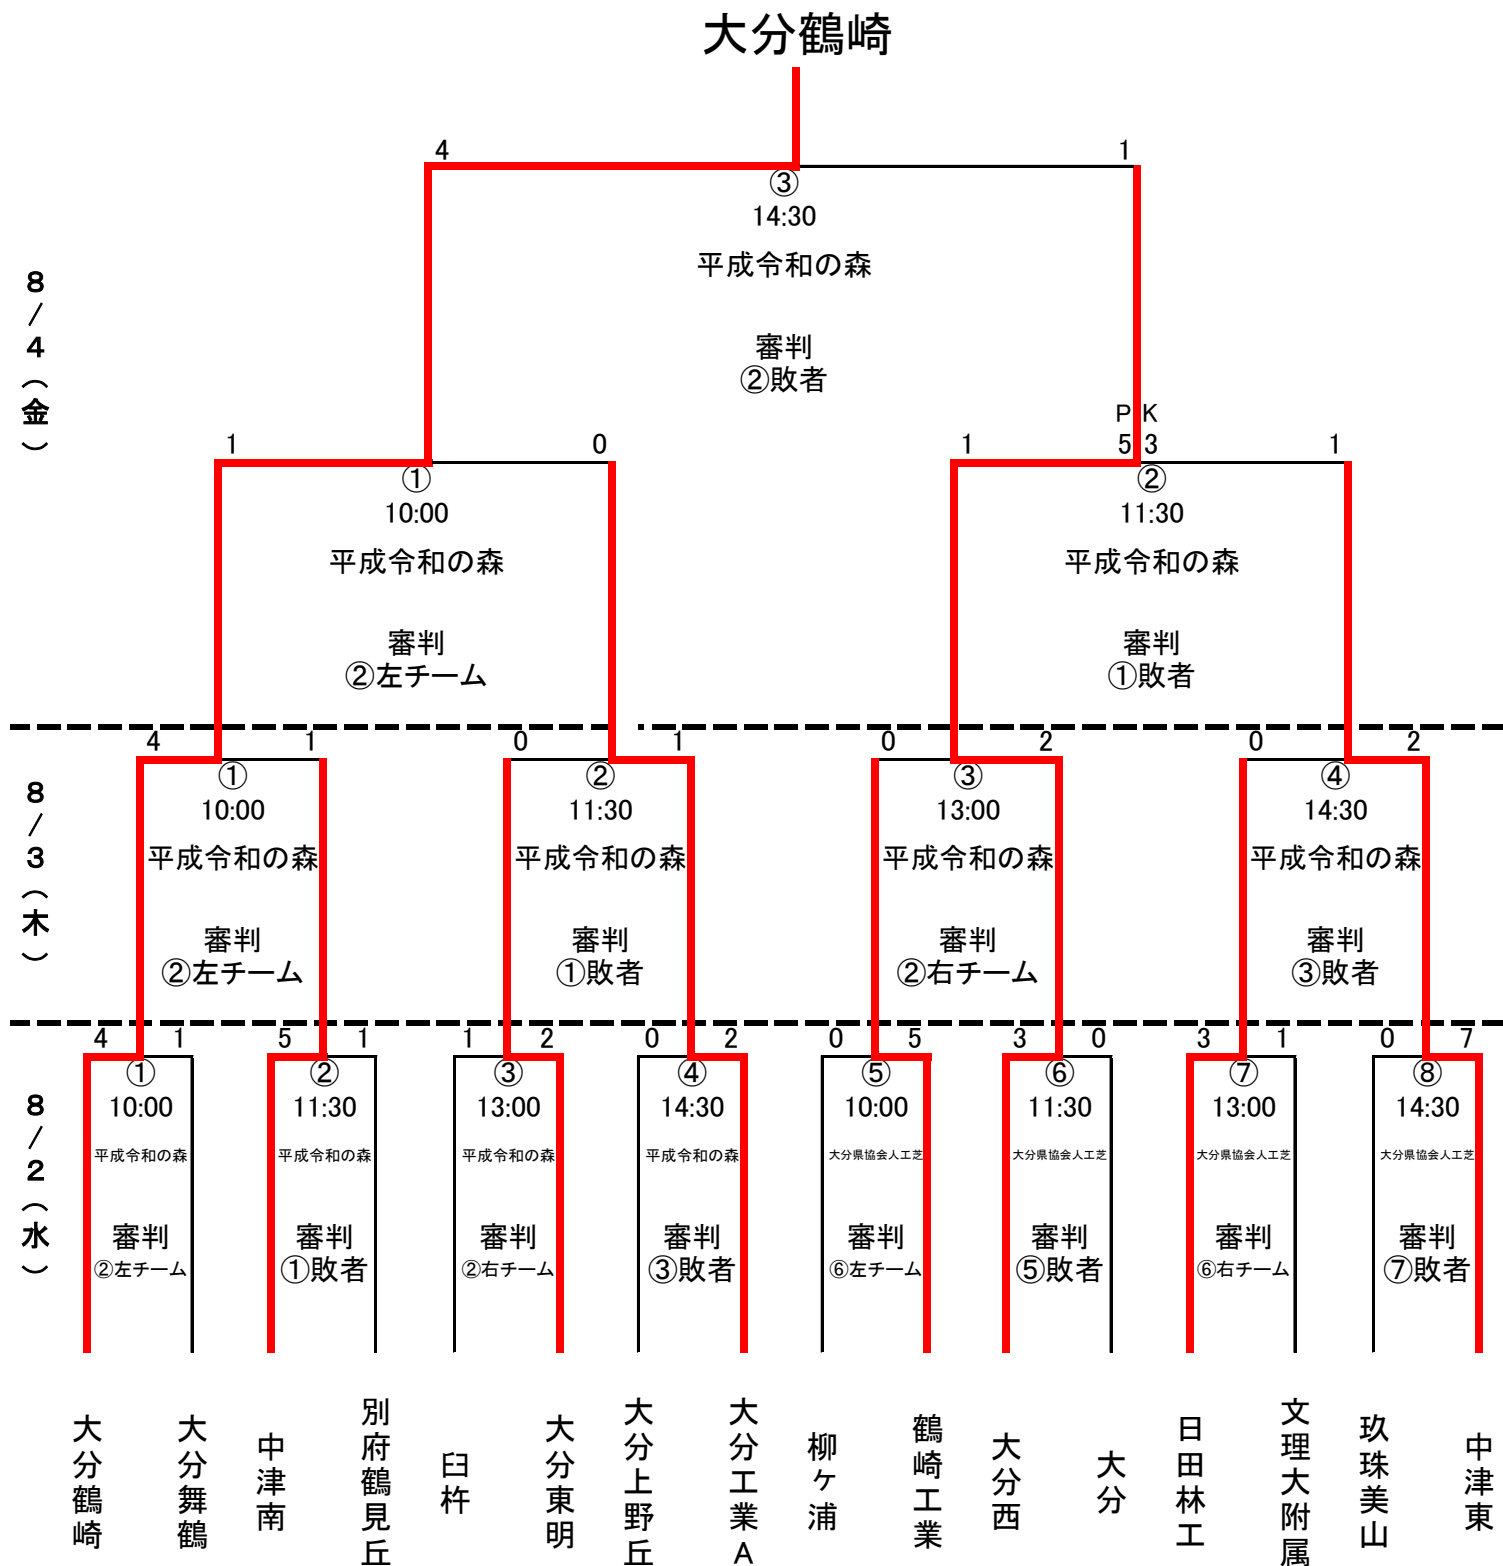 大分鶴崎
4 1
③
14:30
平成令和の森
審判
②敗者
8/4(金)
PK
1 0 1 53 1
① ②
10:00 11:30
平成令和の森 平成令和の森
審判 審判
②左チーム ①敗者
4 1 0 1 0 2 0 2
① ② ③ ④
8/3(木)
10:00 11:30 13:00 14:30
平成令和の森 平成令和の森 平成令和の森 平成令和の森
審判 審判 審判 審判
②左チーム ①敗者 ②右チーム ③敗者
4 1 5 1 1 2 0 2 0 5 3 0 3 1 0 7
① ② ③ ④ ⑤ ⑥ ⑦ ⑧
8/2(水)
10:00 11:30 13:00 14:30 10:00 11:30 13:00 14:30
平成令和の森 平成令和の森 平成令和の森 平成令和の森 大分県協会人工芝 大分県協会人工芝 大分県協会人工芝 大分県協会人工芝
審判 審判 審判 審判 審判 審判 審判 審判
②左チーム ①敗者 ②右チーム ③敗者 ⑥左チーム ⑤敗者 ⑥右チーム ⑦敗者
大分鶴崎
大分舞鶴
中津南
別府鶴見丘
臼杵
大分東明
大分上野丘
大分工業A
柳ヶ浦
鶴崎工業
大分西
大分
日田林工
文理大附属
玖珠美山
中津東